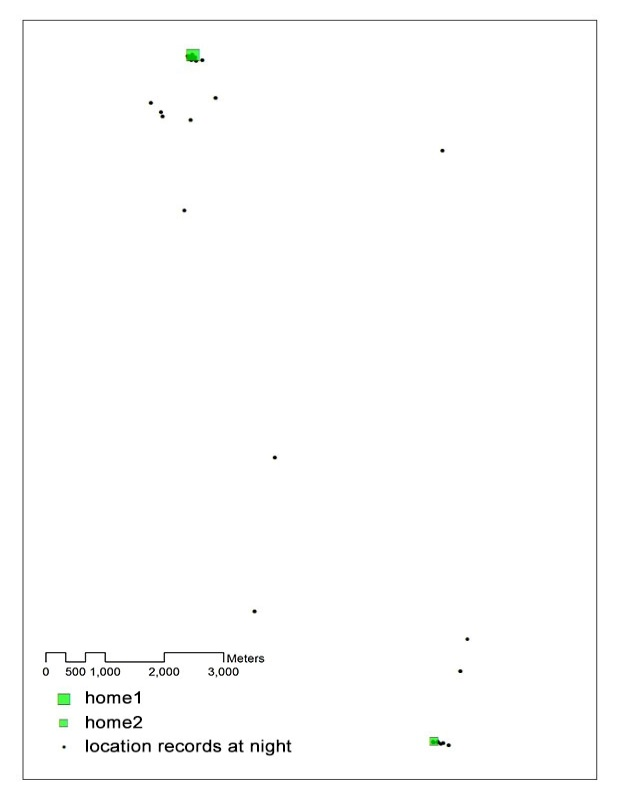 Meters
0 500 1,000 2,000 3,000
home1
home2
location records at night